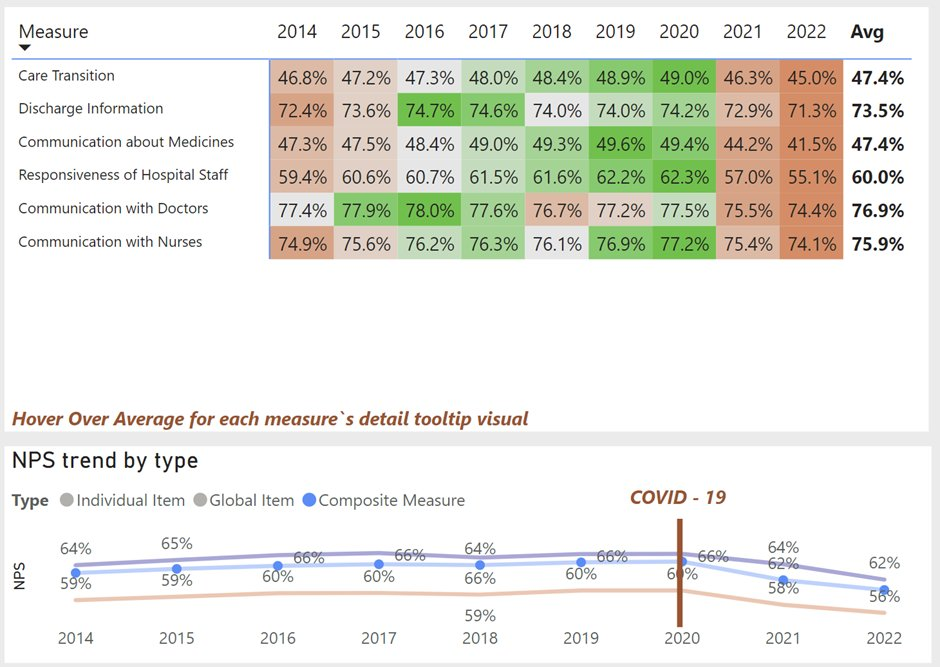 Measure 2014 2015 2016 2017 2018 2019 2020 2021 2022 Avg
Care Transition 46.8% 47.2% 47.3% 48.0% 48.4% 48.9% 49.0% 46.3% 45.0% 47.4%
Discharge Information 72.4% 73.6% 74.7% 74.6% 74.0% 74.0% 74.2% 72.9% 71.3% 73.5%
Communication about Medicines 47.3% 47.5% 48.4% 49.0% 49.3% 49.6% 49.4% 44.2% 41.5% 47.4%
Responsiveness of Hospital Staff 59.4% 60.6% 60.7% 61.5% 61.6% 62.2% 62.3% 57.0% 55.1% 60.0%
Communication with Doctors 77.4% 77.9% 78.0% 77.6% 76.7% 77.2% 77.5% 75.5% 74.4% 76.9%
Communication with Nurses 74.9% 75.6% 76.2% 76.3% 76.1% 76.9% 77.2% 75.4% 74.1% 75.9%
Hover Over Average for each measure`s detail tooltip visual
NPS trend by type
Type Individual Item Global Item Composite Measure
COVID - 19
NPS
64% 65% 66% 66% 64% 66% 66% 64% 62%
62%
59% 59% 60% 60% 66% 60% 60% 58% 56%
59%
2014 2015 2016 2017 2018 2019 2020 2021 2022